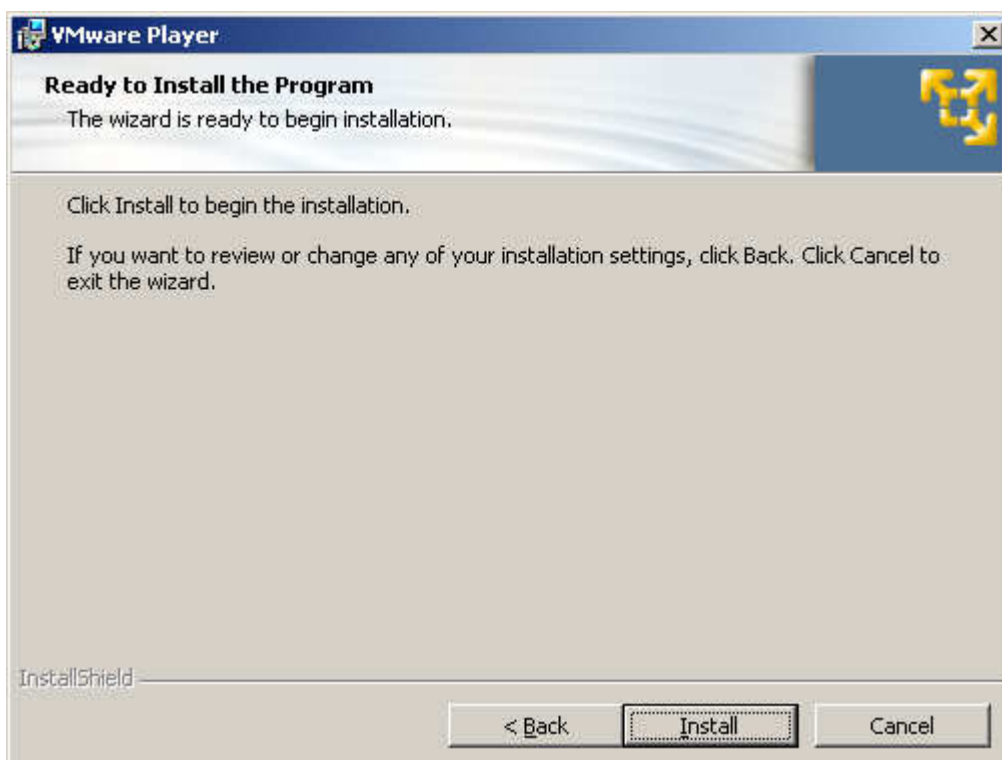 VMware Player
Ready to Install the Program
The wizard is ready to begin installation.
Click Install to begin the installation.
If you want to review or change any of your installation settings, click Back. Click Cancel to
exit the wizard.
InstallShield
< Back Install Cancel